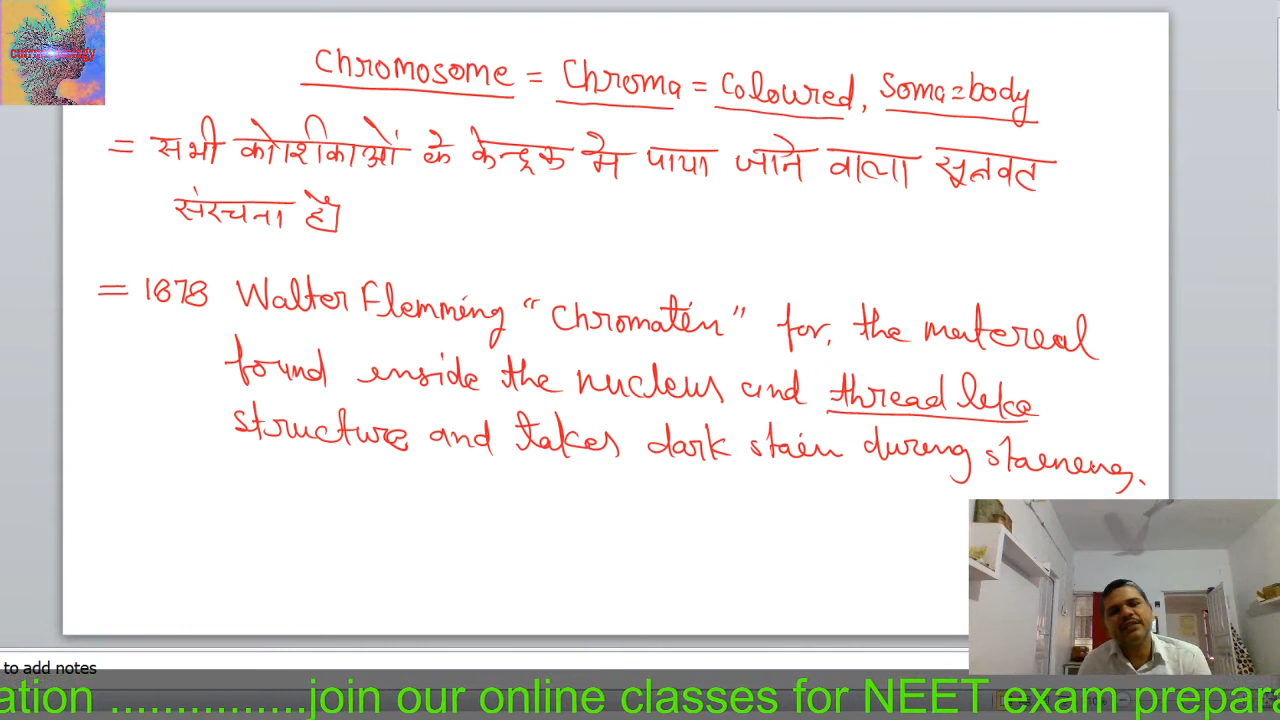 Chromosome = Chroma = Coloured, Soma = body
= सभी कोशिकाओं के केन्द्रक मे पाया जाने वाला सूत्रवत
संरचना है।
= 1878 Walter Flemming "Chromatin" for, the material
found inside the nucleus and thread like
structure and takes dark stain during staining.
to add notes
ation ................join our online classes for NEET exam prepara